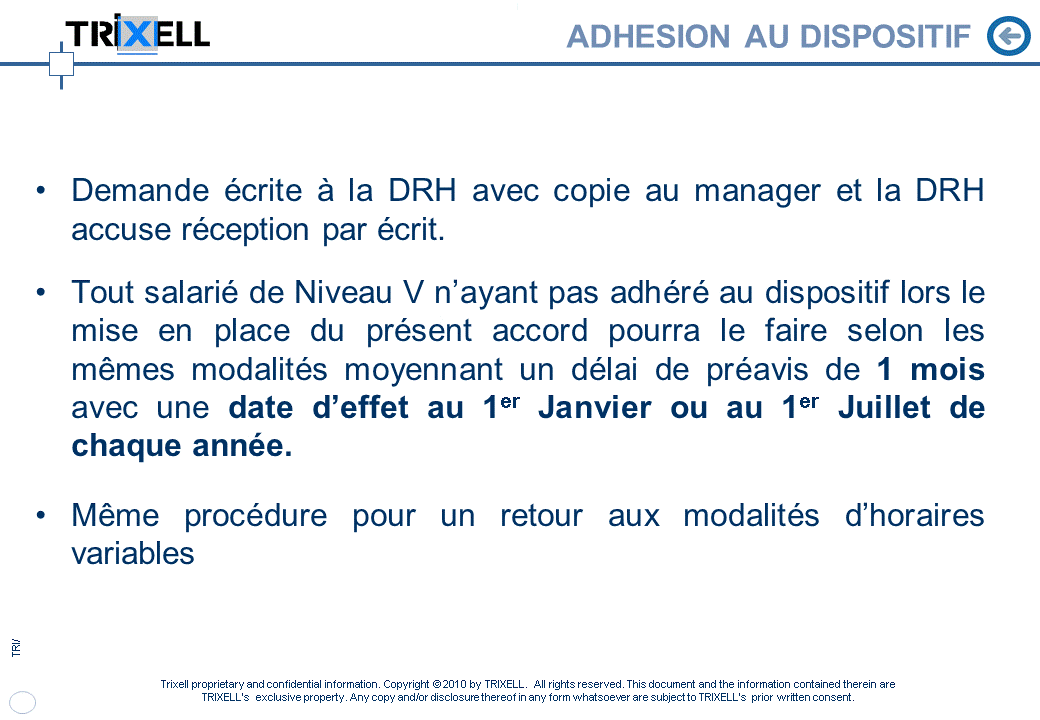 TRiXELL
ADHESION AU DISPOSITIF
• Demande écrite à la DRH avec copie au manager et la DRH
accuse réception par écrit.
• Tout salarié de Niveau V n’ayant pas adhéré au dispositif lors le
mise en place du présent accord pourra le faire selon les
mêmes modalités moyennant un délai de préavis de 1 mois
avec une date d’effet au 1er Janvier ou au 1er Juillet de
chaque année.
• Même procédure pour un retour aux modalités d’horaires
variables
TRI/
Trixell proprietary and confidential information. Copyright © 2010 by TRIXELL. All rights reserved. This document and the information contained therein are
TRIXELL's exclusive property. Any copy and/or disclosure thereof in any form whatsoever are subject to TRIXELL's prior written consent.